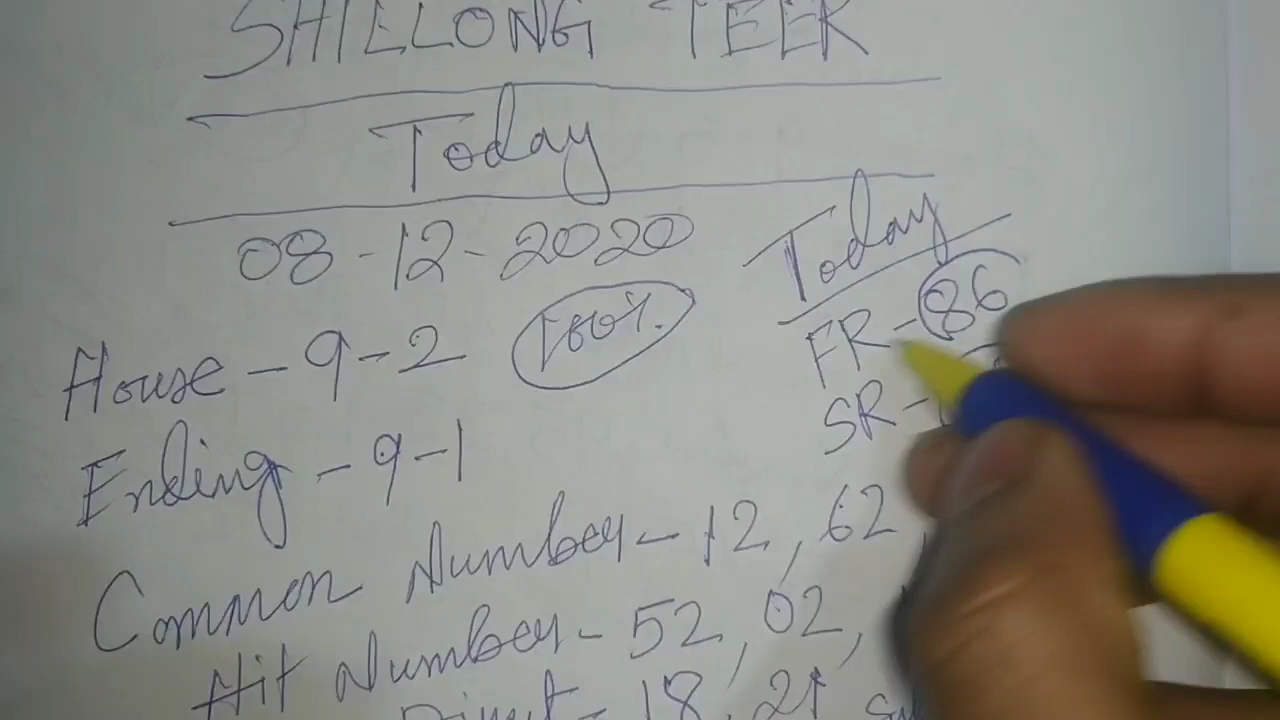 SHILLONG TEER
Today
08-12-2020
House - 9-2
100%.
Ending - 9-1
Today
FR - 86
SR -
Common Number - 12, 62
Hit Number - 52, 02,
- 18, 21